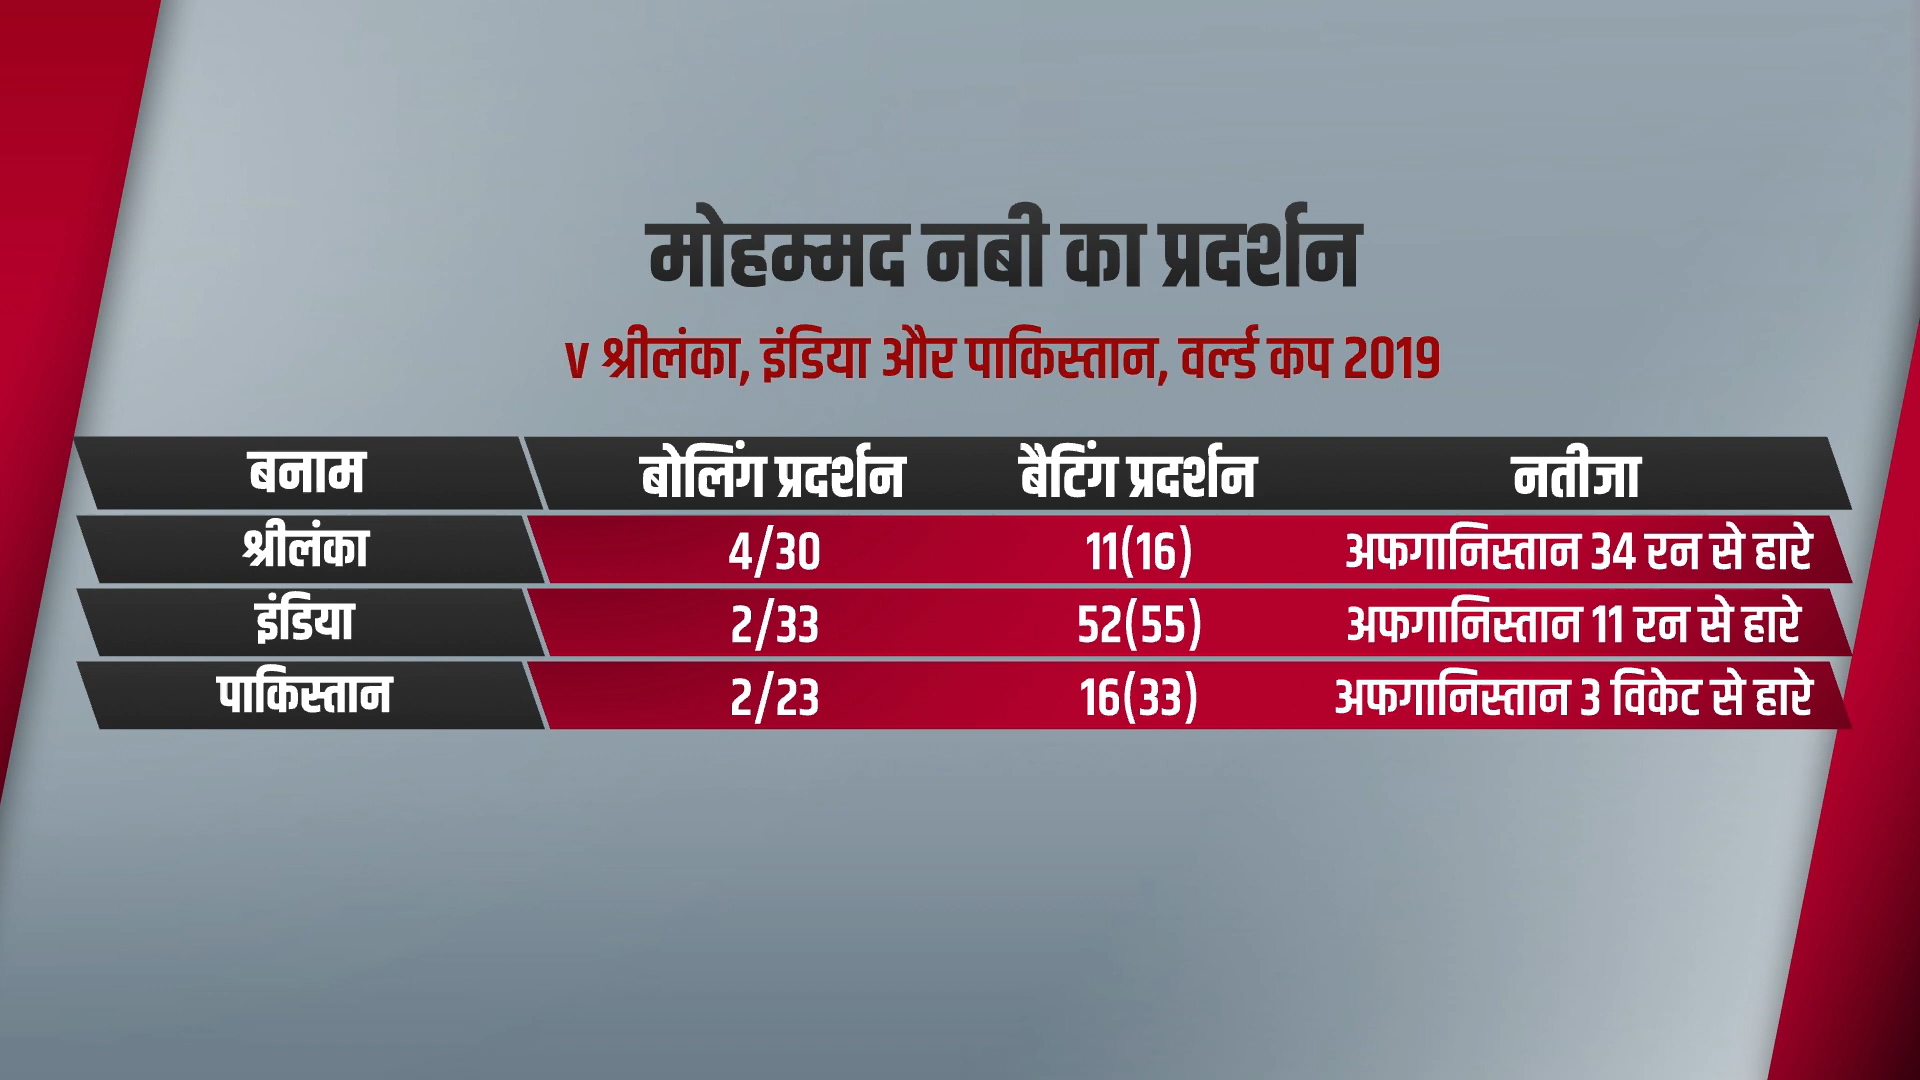 मोहम्मद नबी का प्रदर्शन
v श्रीलंका, इंडिया और पाकिस्तान, वर्ल्ड कप 2019
बनाम बोलिंग प्रदर्शन बैटिंग प्रदर्शन नतीजा
श्रीलंका 4/30 11(16) अफगानिस्तान 34 रन से हारे
इंडिया 2/33 52(55) अफगानिस्तान 11 रन से हारे
पाकिस्तान 2/23 16(33) अफगानिस्तान 3 विकेट से हारे